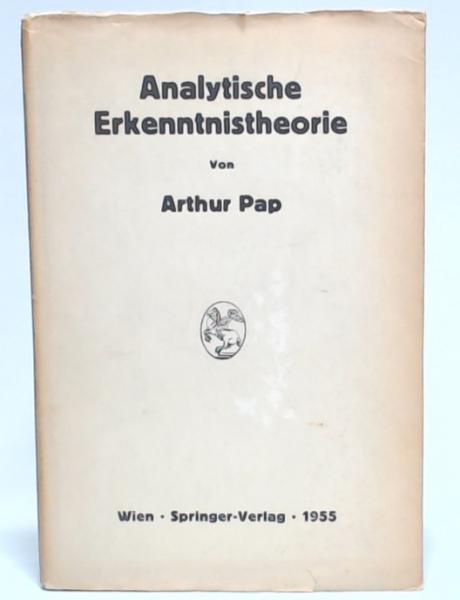 Analytische
Erkenntnistheorie
Von
Arthur Pap
Wien · Springer-Verlag · 1955